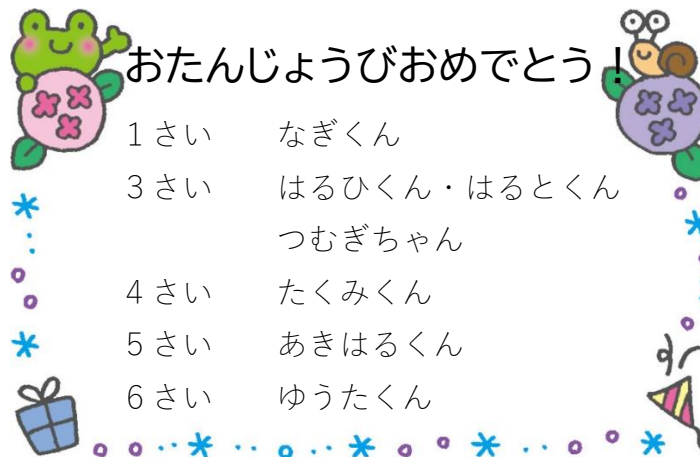 おたんじょうびおめでとう！
１さい　　なぎくん
３さい　　はるひくん・はるとくん
つむぎちゃん
４さい　　たくみくん
５さい　　あきはるくん
６さい　　ゆうたくん